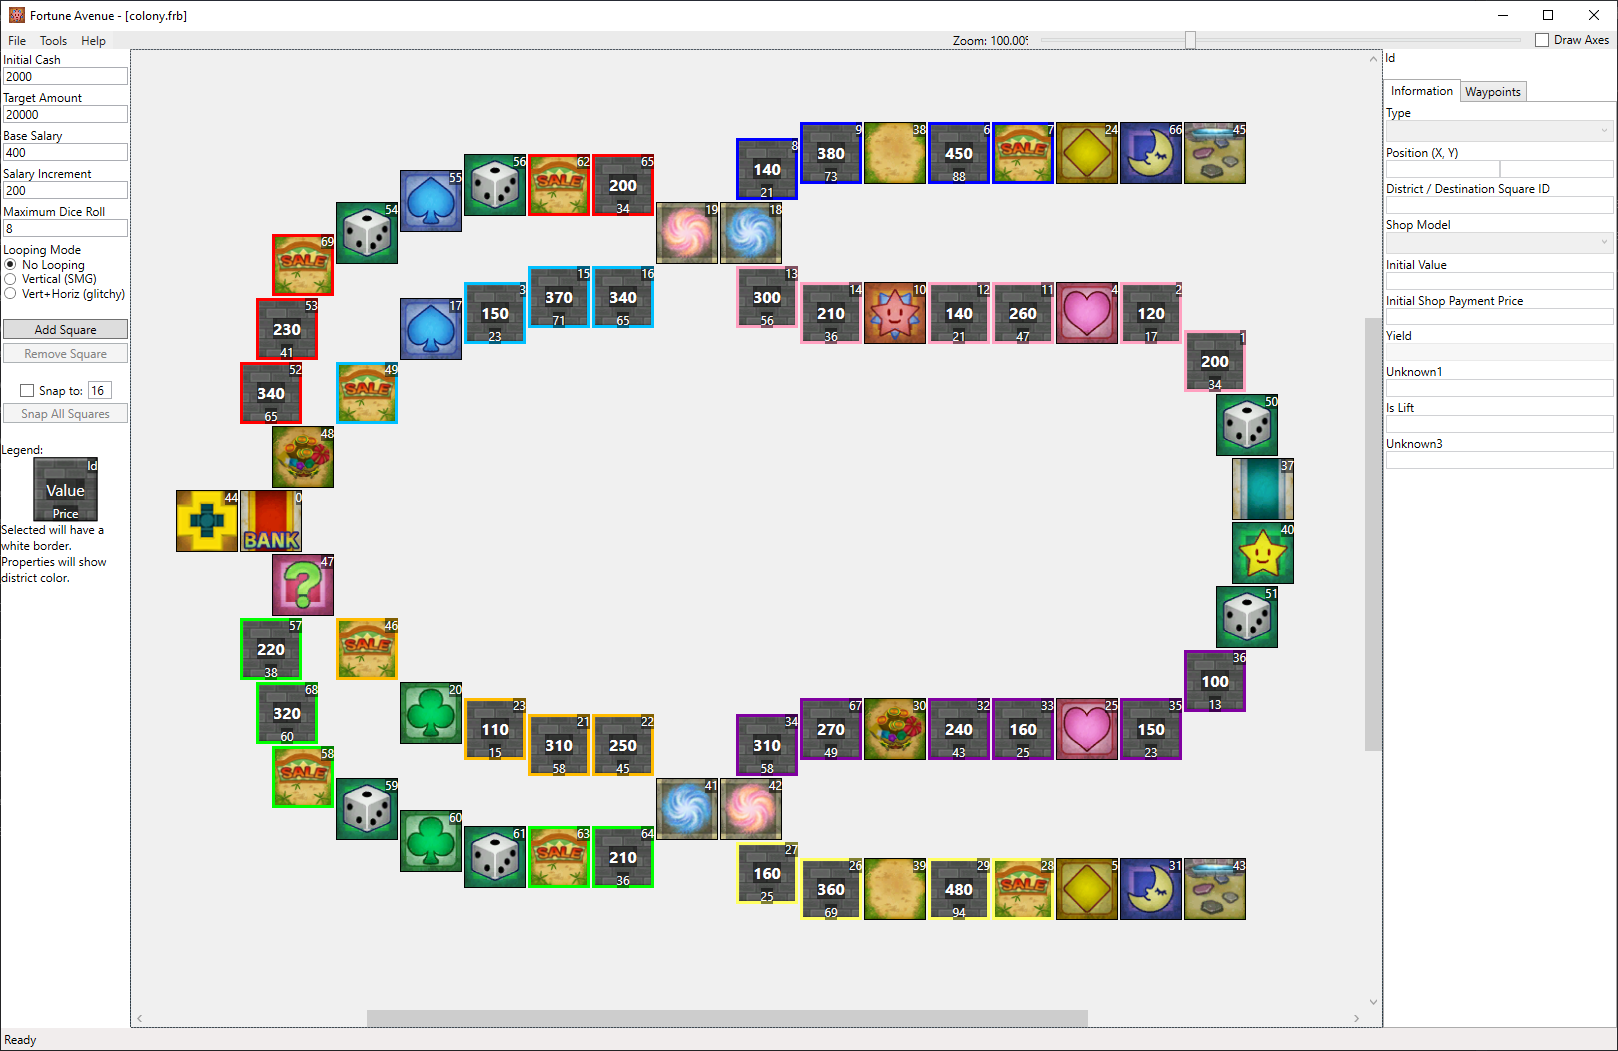 Fortune Avenue - [colony.frb]
File Tools Help
Zoom: 100.00%
Draw Axes
Initial Cash
2000
Target Amount
20000
Base Salary
400
Salary Increment
200
Maximum Dice Roll
8
Looping Mode
No Looping
Vertical (SMG)
Vert+Horiz (glitchy)
Add Square
Remove Square
Snap to: 16
Snap All Squares
Legend:
Id
Value
Price
Selected will have a
white border.
Properties will show
district color.
8
140
21
9
380
73
38
6
450
88
7
SALE
24
66
45
54
55
56
62
SALE
65
200
34
19
18
69
SALE
53
230
41
52
340
65
17
3
150
23
15
370
71
16
340
65
13
300
56
14
210
36
10
12
140
21
11
260
47
4
2
120
17
1
200
34
49
SALE
50
48
37
44
0
BANK
40
47
51
57
220
38
46
SALE
36
100
13
68
320
60
20
23
110
15
21
310
58
22
250
45
34
310
58
67
270
49
30
32
240
43
33
160
25
25
35
150
23
58
SALE
59
60
61
63
SALE
64
210
36
41
42
27
160
25
26
360
69
39
29
480
94
28
SALE
5
31
43
Id
Information Waypoints
Type
Position (X, Y)
District / Destination Square ID
Shop Model
Initial Value
Initial Shop Payment Price
Yield
Unknown1
Is Lift
Unknown3
Ready